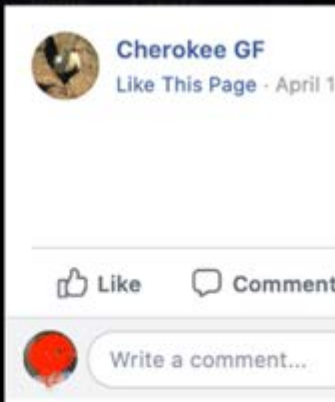 Cherokee GF
Like This Page · April 1
Like Comment
Write a comment...